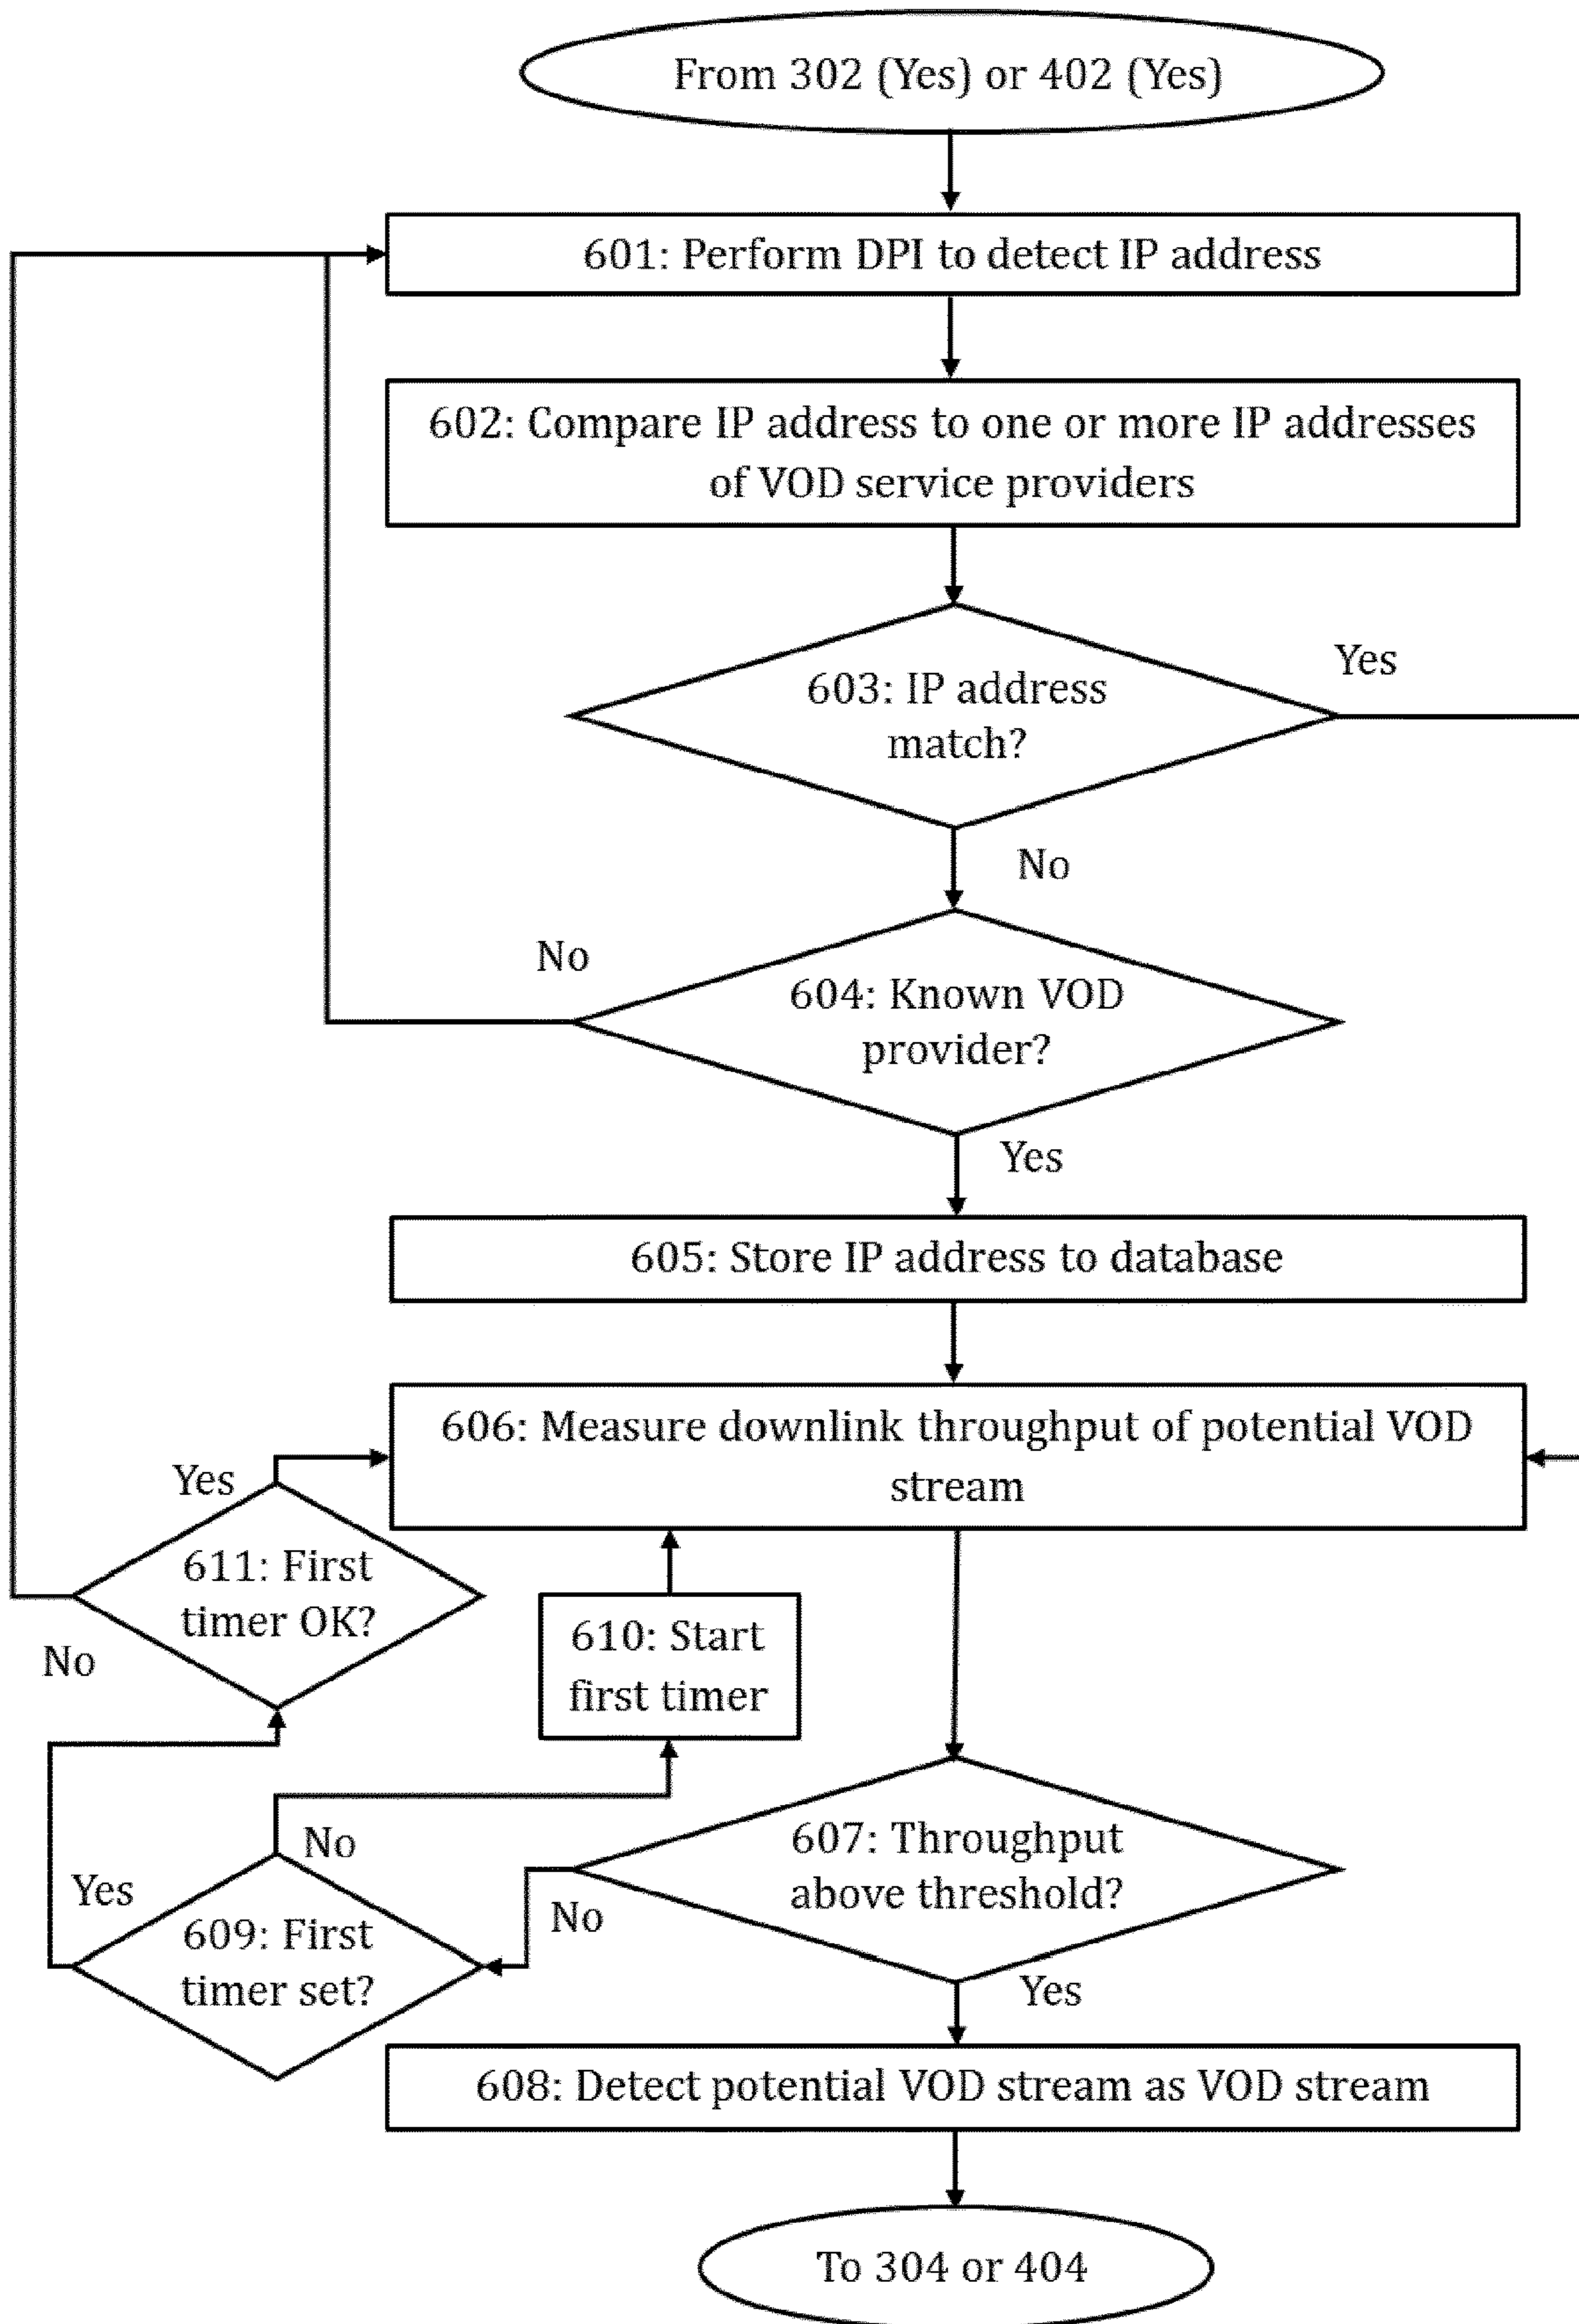 From 302 (Yes) or 402 (Yes)
601: Perform DPI to detect IP address
602: Compare IP address to one or more IP addresses
of VOD service providers
Yes
603: IP address
match?
No
No
604: Known VOD
provider?
Yes
605: Store IP address to database
606: Measure downlink throughput of potential VOD
stream
Yes
611: First
timer OK?
No
610: Start
first timer
No
607: Throughput
above threshold?
Yes
No
609: First
timer set?
Yes
608: Detect potential VOD stream as VOD stream
To 304 or 404